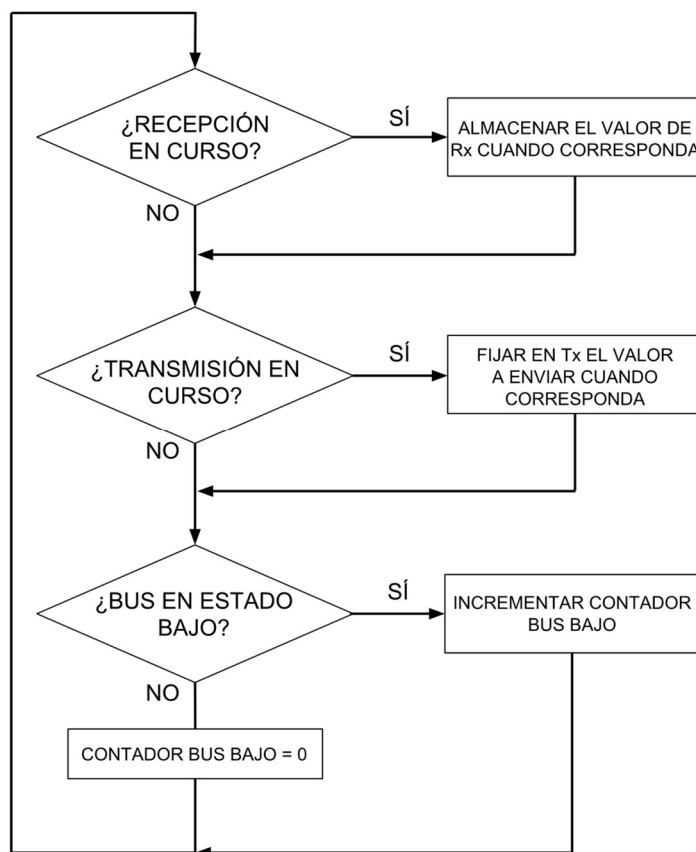 ¿RECEPCIÓN
EN CURSO?
SÍ
ALMACENAR EL VALOR DE
Rx CUANDO CORRESPONDA
NO
¿TRANSMISIÓN EN
CURSO?
SÍ
FIJAR EN Tx EL VALOR
A ENVIAR CUANDO
CORRESPONDA
NO
¿BUS EN ESTADO
BAJO?
SÍ
INCREMENTAR CONTADOR
BUS BAJO
NO
CONTADOR BUS BAJO = 0